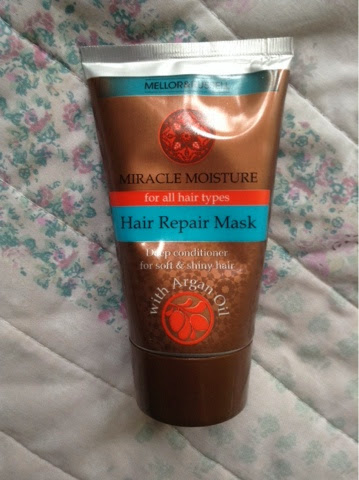 MELLOR & RUSSELL
MIRACLE MOISTURE
for all hair types
Hair Repair Mask
Deep conditioner
for soft & shiny hair
with Argan Oil